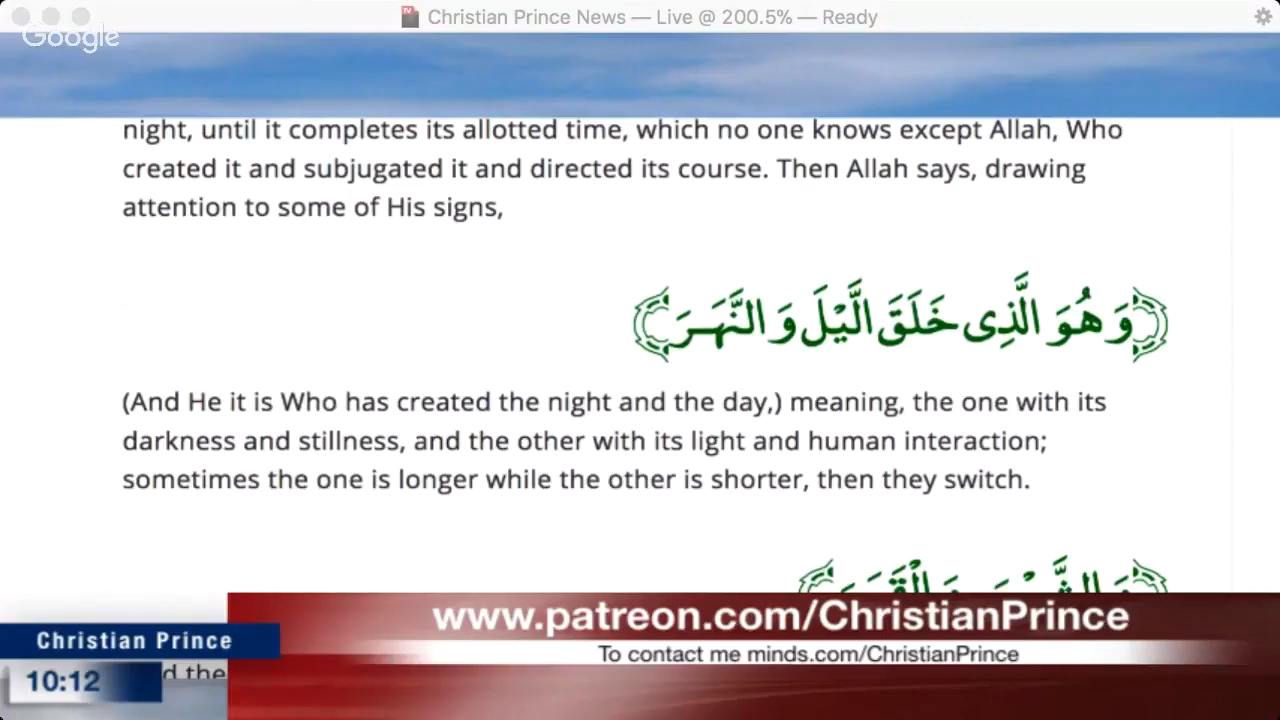 Christian Prince News — Live @ 200.5% — Ready
Google
night, until it completes its allotted time, which no one knows except Allah, Who
created it and subjugated it and directed its course. Then Allah says, drawing
attention to some of His signs,
وَهُوَ الَّذِى خَلَقَ الَّيْلَ وَالنَّهَـرَ
(And He it is Who has created the night and the day,) meaning, the one with its
darkness and stillness, and the other with its light and human interaction;
sometimes the one is longer while the other is shorter, then they switch.
www.patreon.com/ChristianPrince
Christian Prince
To contact me minds.com/ChristianPrince
10:12
d the